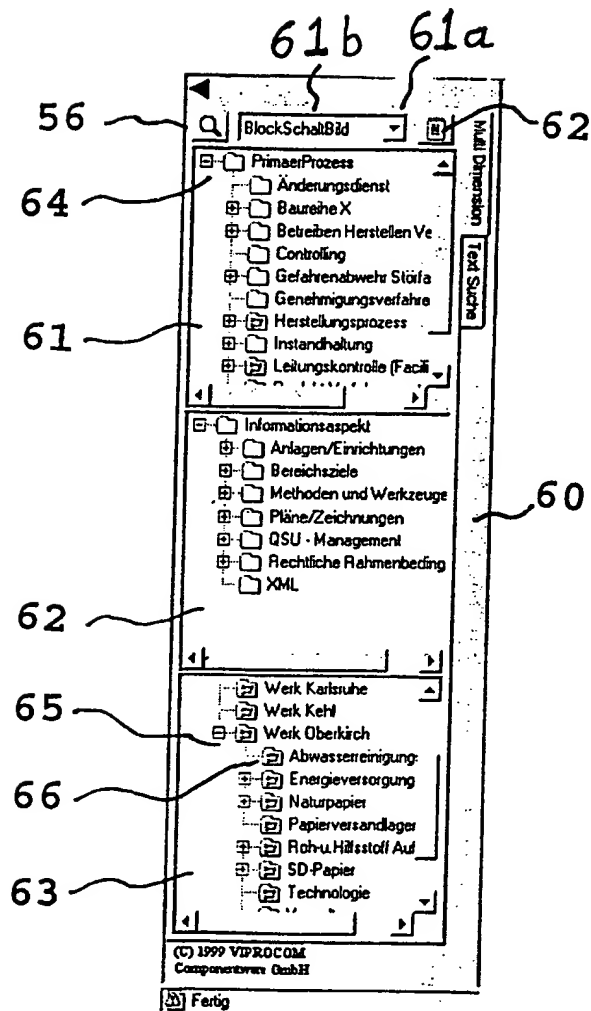 61b 61a
56 BlockSchaltBild 62
Multi Dimension
Text Suche
PrimaerProzess
64 Änderungsdienst
Baureihe X
Betreiben Herstellen Ve
Controlling
Gefahrenabwehr Störfa
Genehmigungsverfahre
61 Herstellungsprozess
Instandhaltung
Leitungskontrolle (Facili
Informationsaspekt
Anlagen/Einrichtungen
Bereichsziele
Methoden und Werkzeuge
Pläne/Zeichnungen
60
QSU - Management
Rechtliche Rahmenbeding
XML
62
Werk Karlsruhe
65 Werk Kehl
Werk Oberkirch
Abwasserreinigung:
66 Energieversorgung
Naturpapier
Papierversandlager
63 Roh-u.Hilfsstoff Auf
SD-Papier
Technologie
(C) 1999 VIPROCOM
Componentware GmbH
Fertig